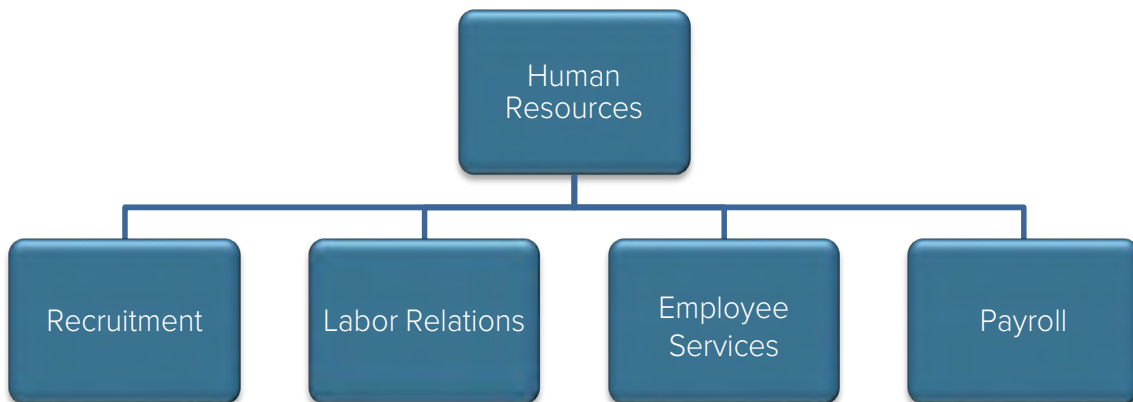 Human
Resources
Recruitment
Labor Relations
Employee
Services
Payroll